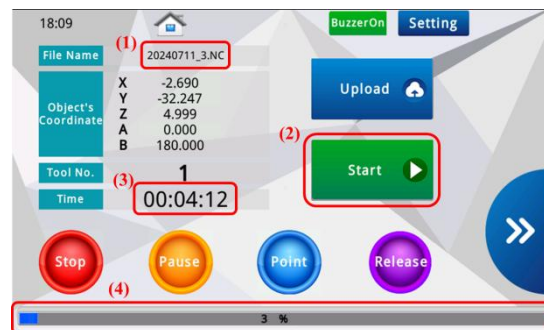 18:09
BuzzerOn
Setting
(1)
File Name
20240711_3.NC
Object's
Coordinate
X -2.690
Y -32.247
Z 4.999
A 0.000
B 180.000
Upload
(2)
Start
Tool No.
1
(3)
Time
00:04:12
Stop
Pause
Point
Release
(4)
3 %